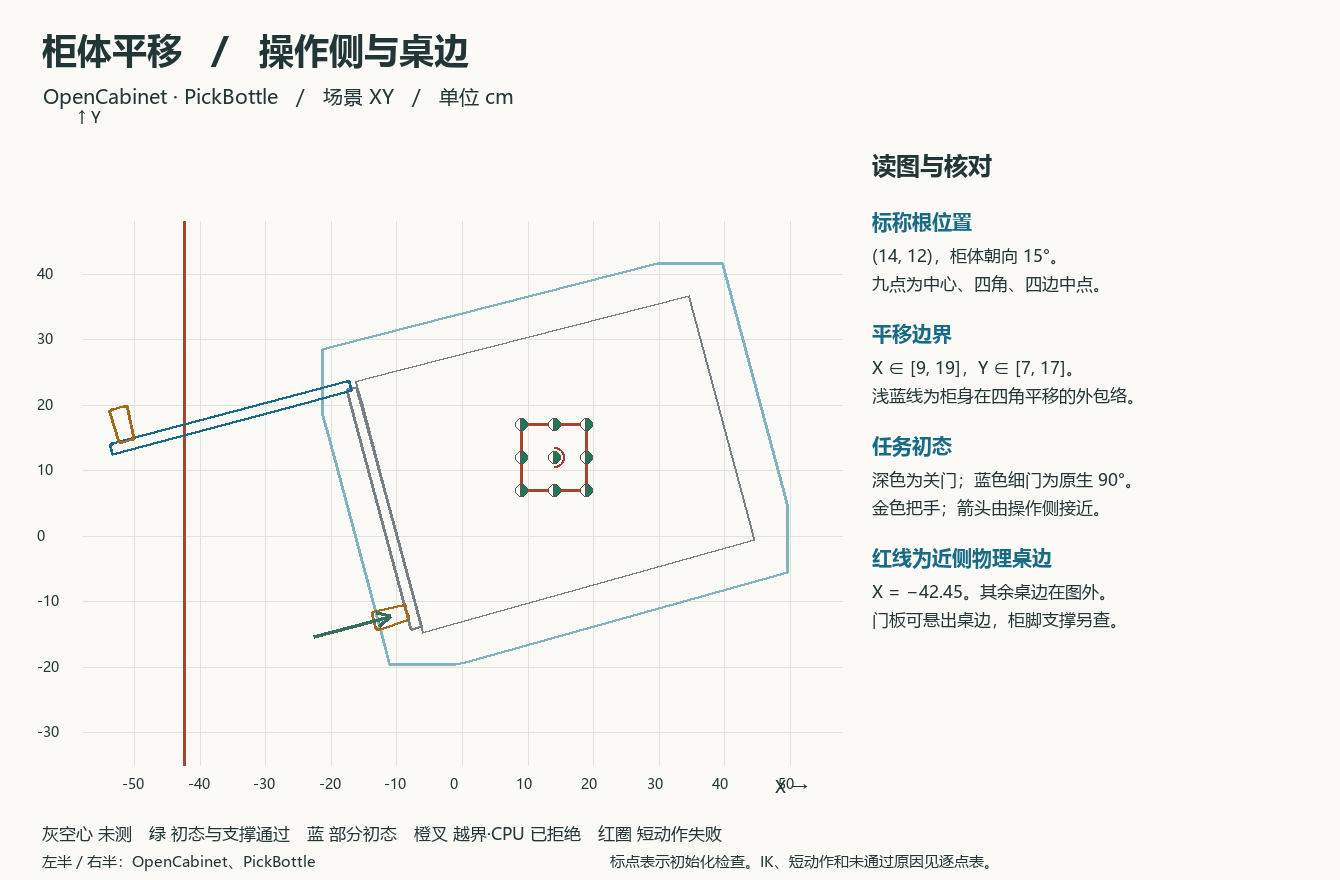 柜体平移 / 操作侧与桌边
OpenCabinet · PickBottle / 场景 XY / 单位 cm
↑ Y
读图与核对
标称根位置
(14, 12)，柜体朝向 15°。
九点为中心、四角、四边中点。
平移边界
X ∈ [9, 19]，Y ∈ [7, 17]。
浅蓝线为柜身在四角平移的外包络。
任务初态
深色为关门；蓝色细门为原生 90°。
金色把手；箭头由操作侧接近。
红线为近侧物理桌边
X = −42.45。其余桌边在图外。
门板可悬出桌边，柜脚支撑另查。
40
30
20
10
0
-10
-20
-30
-50 -40 -30 -20 -10 0 10 20 30 40 50
X →
灰空心 未测 绿 初态与支撑通过 蓝 部分初态 橙叉 越界·CPU 已拒绝 红圈 短动作失败
左半 / 右半：OpenCabinet、PickBottle
标点表示初始化检查。IK、短动作和未通过原因见逐点表。